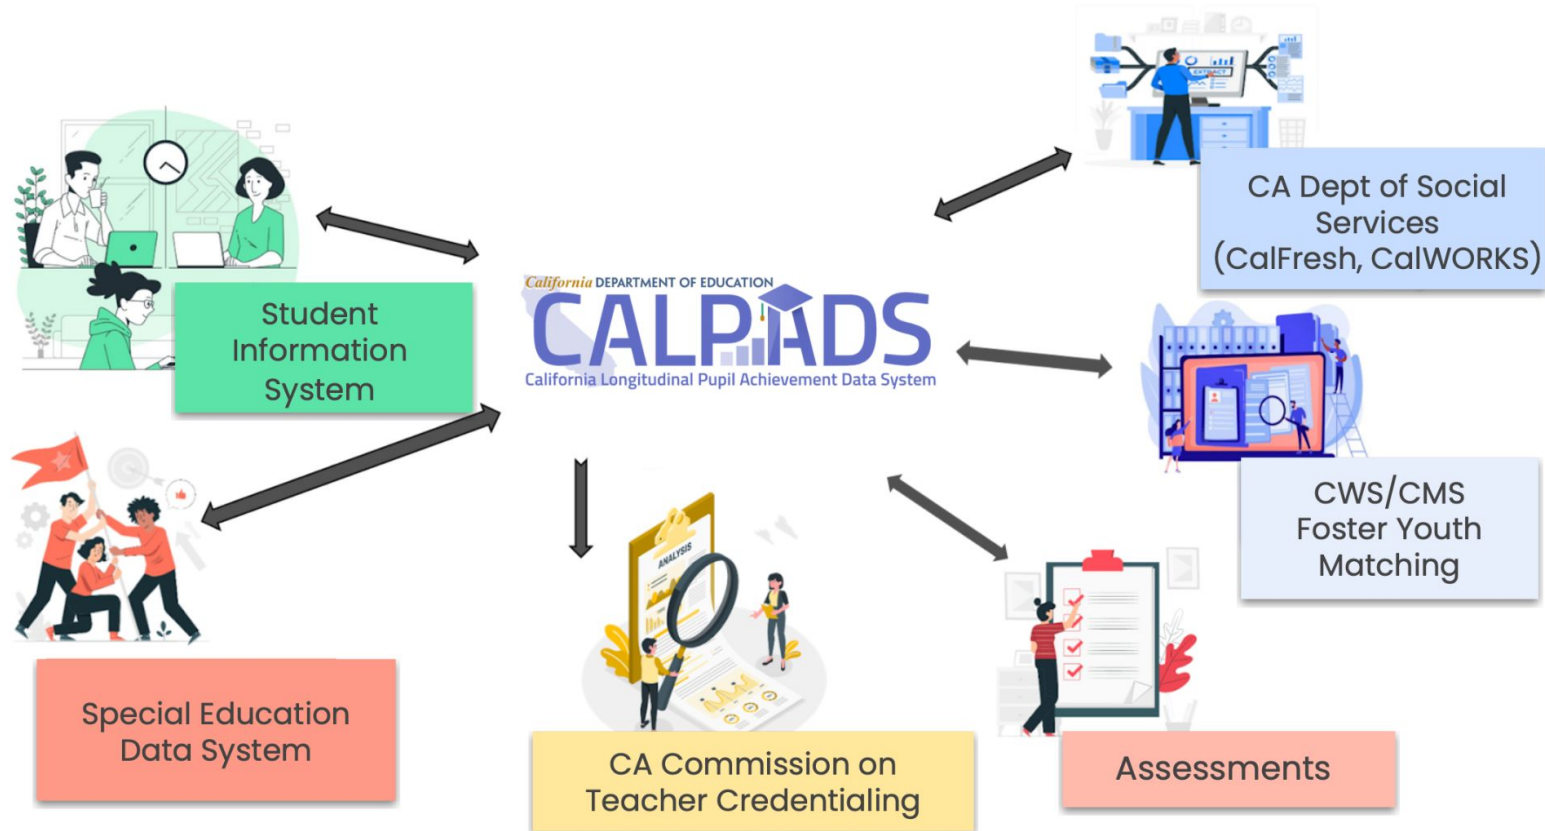 EXTRACT
CA Dept of Social
Services
(CalFresh, CalWORKS)
Student
Information
System
California DEPARTMENT OF EDUCATION
CALPADS
California Longitudinal Pupil Achievement Data System
CWS/CMS
Foster Youth
Matching
ANALYSIS
Special Education
Data System
CA Commission on
Teacher Credentialing
Assessments